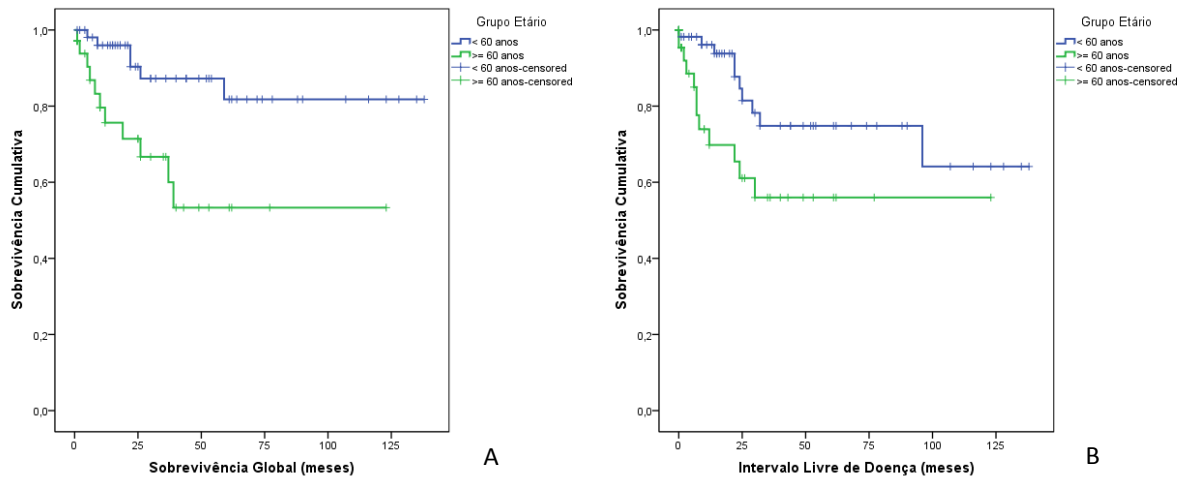 Grupo Etário
< 60 anos
>= 60 anos
< 60 anos-censored
>= 60 anos-censored
Sobrevivência Cumulativa
1,0
0,8
0,6
0,4
0,2
0,0
0 25 50 75 100 125
Sobrevivência Global (meses)
A
Grupo Etário
< 60 anos
>= 60 anos
< 60 anos-censored
>= 60 anos-censored
Sobrevivência Cumulativa
1,0
0,8
0,6
0,4
0,2
0,0
0 25 50 75 100 125
Intervalo Livre de Doença (meses)
B